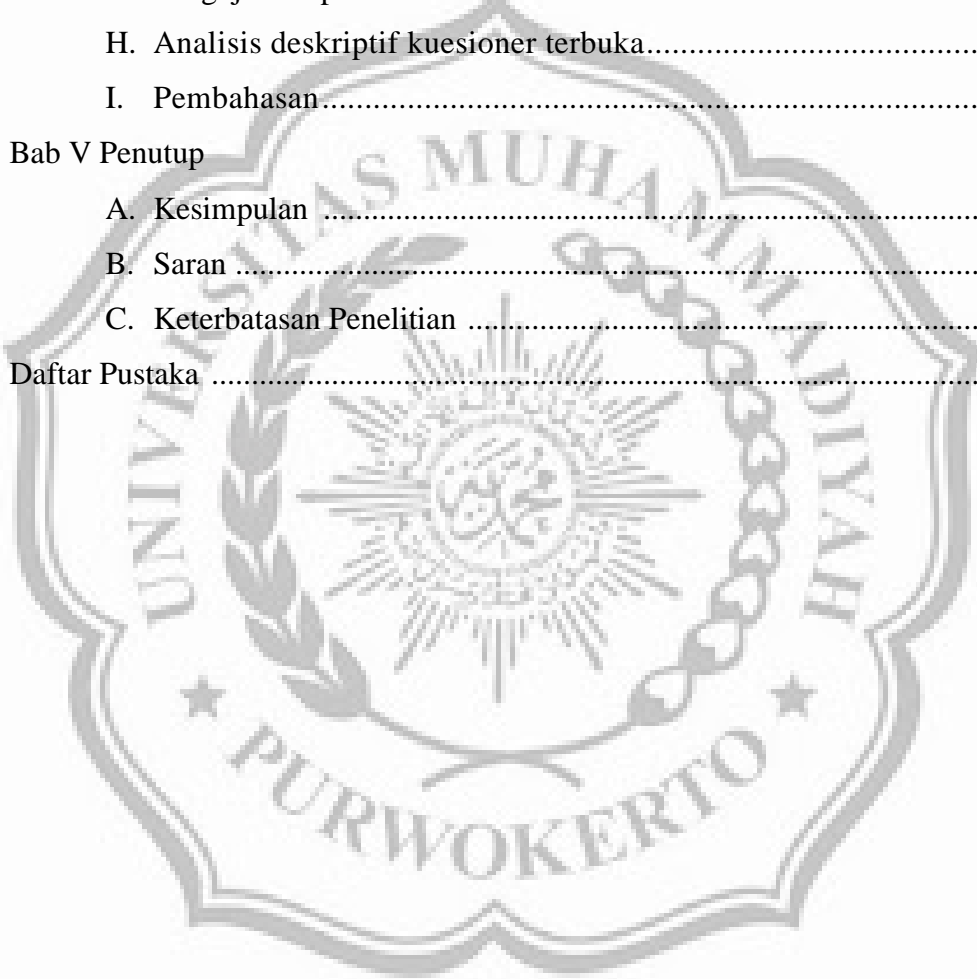 H. Analisis deskriptif kuesioner terbuka.......................................
I. Pembahasan..............................................................................
Bab V Penutup
A. Kesimpulan ..............................................................................
B. Saran ........................................................................................
C. Keterbatasan Penelitian ............................................................
Daftar Pustaka ..............................................................................
UNIVERSITAS MUHAMMADIYAH
★ PURWOKERTO ★